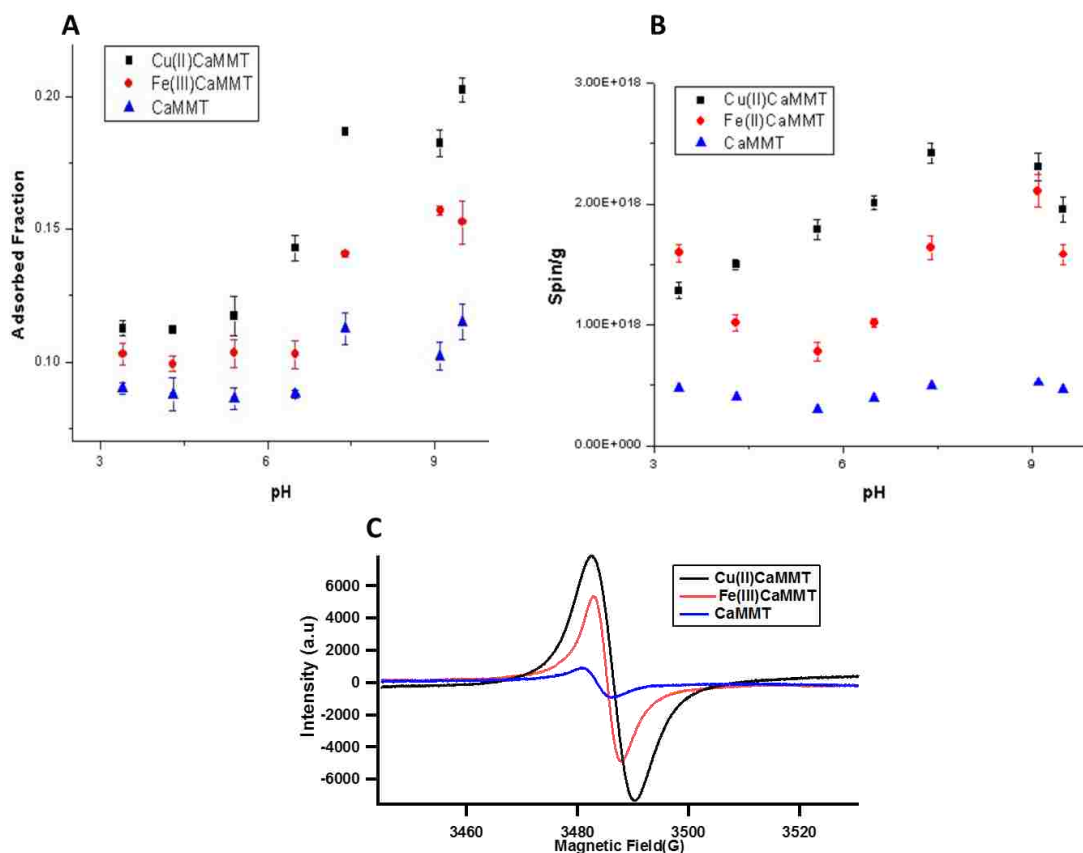 A
Cu(II)CaMMT
Fe(III)CaMMT
CaMMT
0.20
0.15
0.10
Adsorbed Fraction
3
6
9
pH
B
3.00E+018
Cu(II)CaMMT
Fe(II)CaMMT
CaMMT
2.00E+018
1.00E+018
0.00E+000
Spin/g
3
6
9
pH
C
6000
4000
2000
0
-2000
-4000
-6000
Intensity (a.u)
Cu(II)CaMMT
Fe(III)CaMMT
CaMMT
3460
3480
3500
3520
Magnetic Field(G)